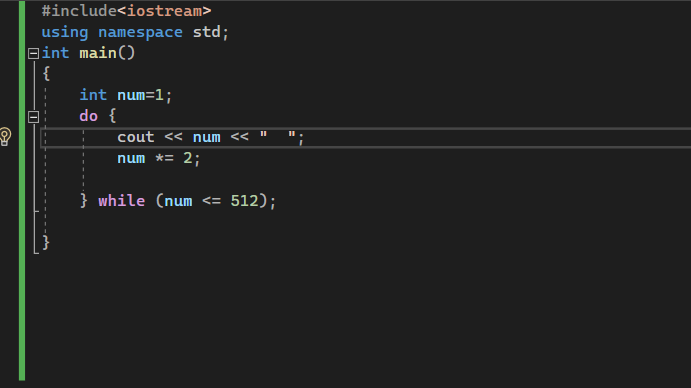 #include<iostream>
using namespace std;
int main()
{
    int num=1;
    do {
        cout << num << "  ";
        num *= 2;

    } while (num <= 512);

}